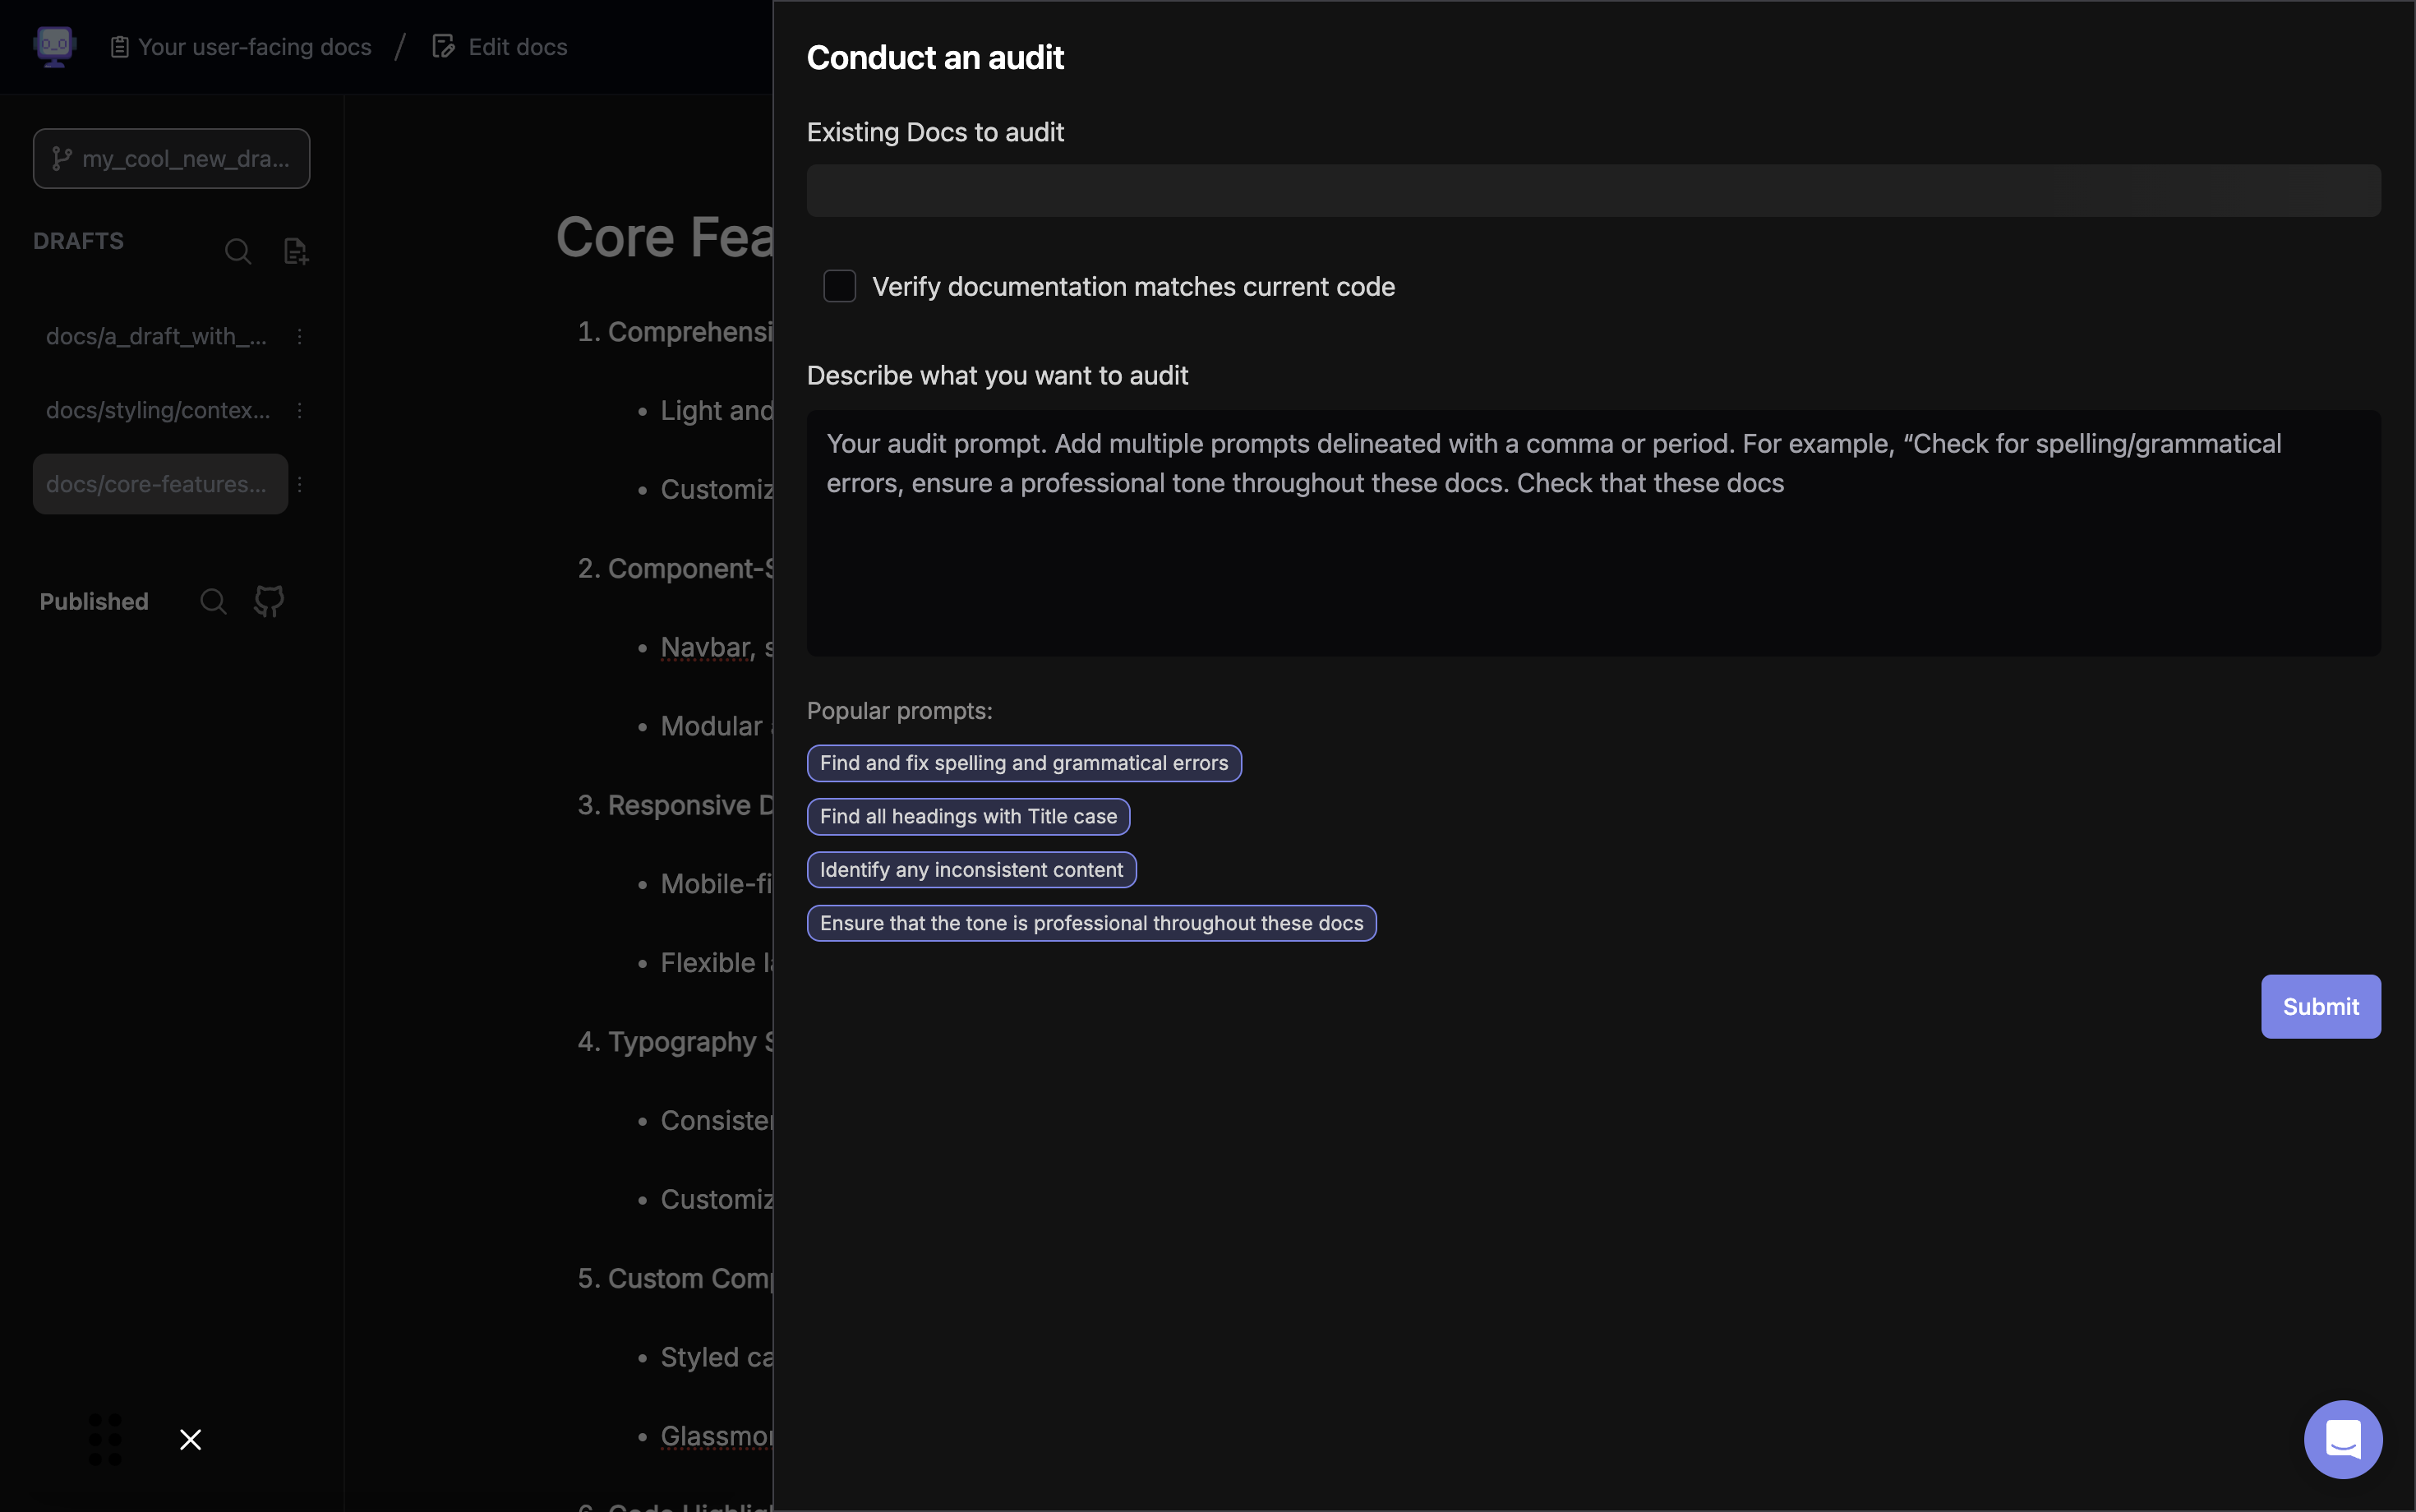 Your user-facing docs / Edit docs
my_cool_new_dra...
DRAFTS
docs/a_draft_with_...
docs/styling/contex...
docs/core-features...
Published
Core Fea
1. Comprehensi
• Light and
• Customiz
2. Component-S
• Navbar, s
• Modular
3. Responsive D
• Mobile-fi
• Flexible la
4. Typography S
• Consister
• Customiz
5. Custom Comp
• Styled ca
• Glassmor
6. Code Highligh
Conduct an audit
Existing Docs to audit
Verify documentation matches current code
Describe what you want to audit
Your audit prompt. Add multiple prompts delineated with a comma or period. For example, “Check for spelling/grammatical
errors, ensure a professional tone throughout these docs. Check that these docs
Popular prompts:
Find and fix spelling and grammatical errors
Find all headings with Title case
Identify any inconsistent content
Ensure that the tone is professional throughout these docs
Submit